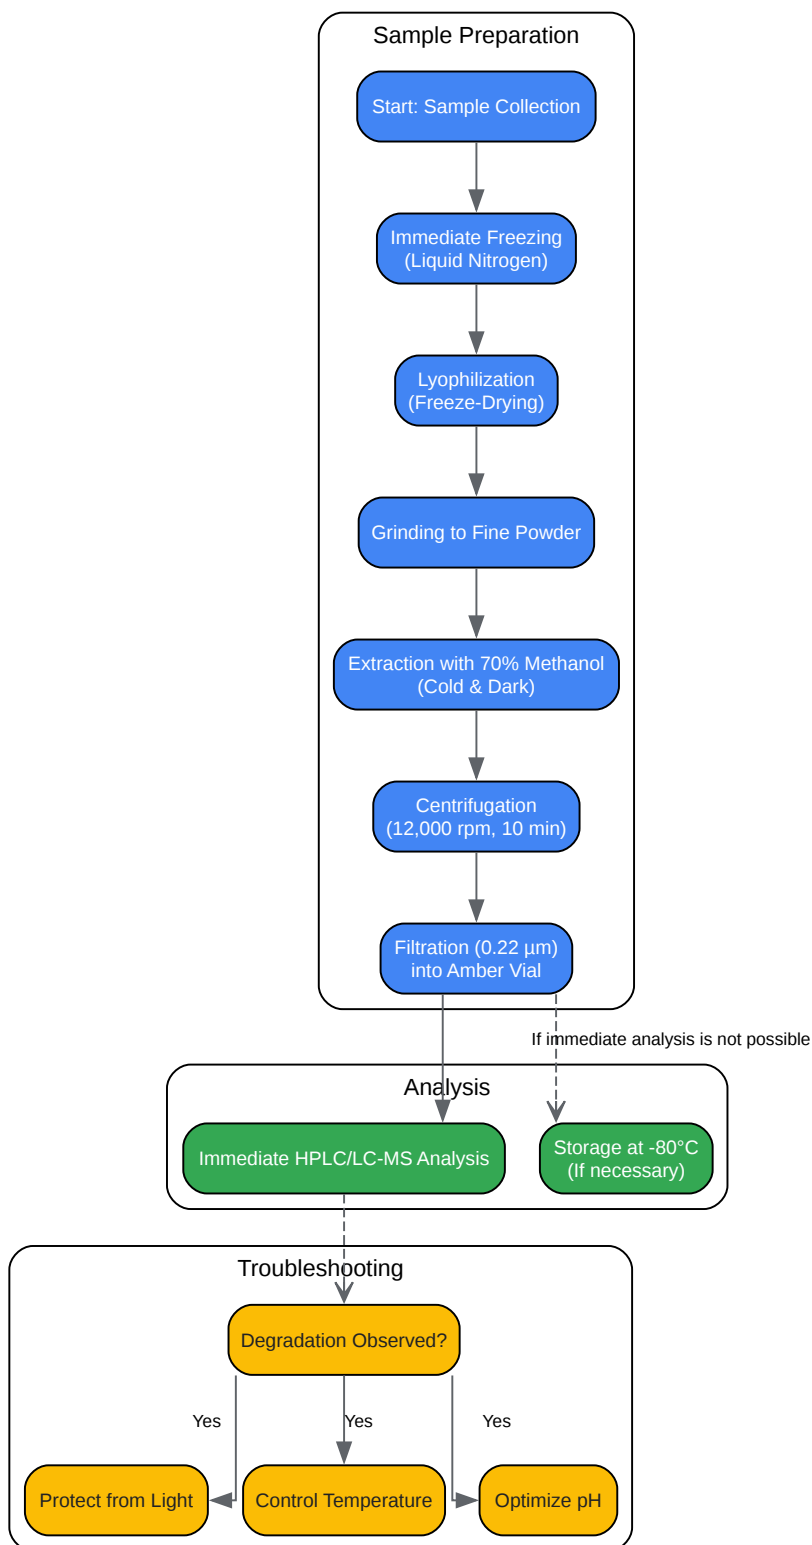 Sample Preparation
Start: Sample Collection
Immediate Freezing
(Liquid Nitrogen)
Lyophilization
(Freeze-Drying)
Grinding to Fine Powder
Extraction with 70% Methanol
(Cold & Dark)
Centrifugation
(12,000 rpm, 10 min)
Filtration (0.22 µm)
into Amber Vial
If immediate analysis is not possible
Analysis
Immediate HPLC/LC-MS Analysis
Storage at -80°C
(If necessary)
Troubleshooting
Degradation Observed?
Yes
Yes
Yes
Protect from Light
Control Temperature
Optimize pH